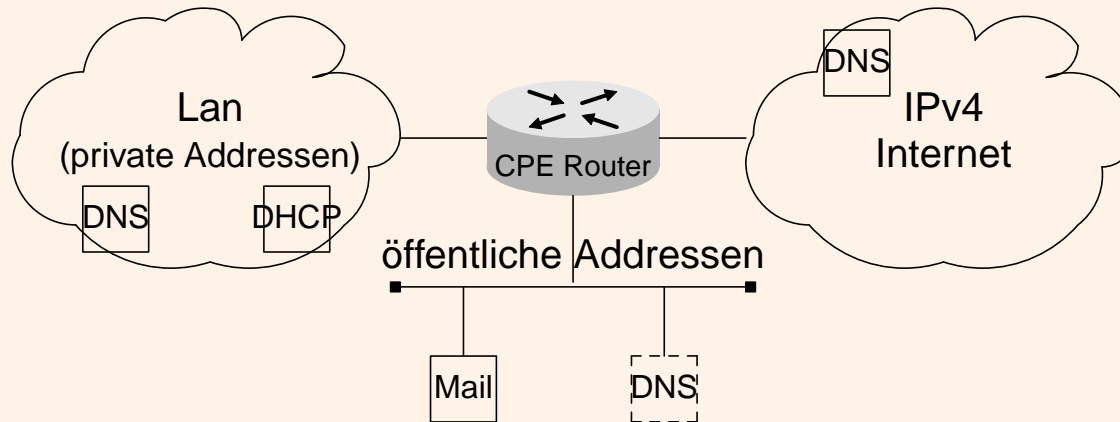 Lan
(private Addressen)
DNS
DHCP
CPE Router
DNS
IPv4
Internet
öffentliche Addressen
Mail
DNS